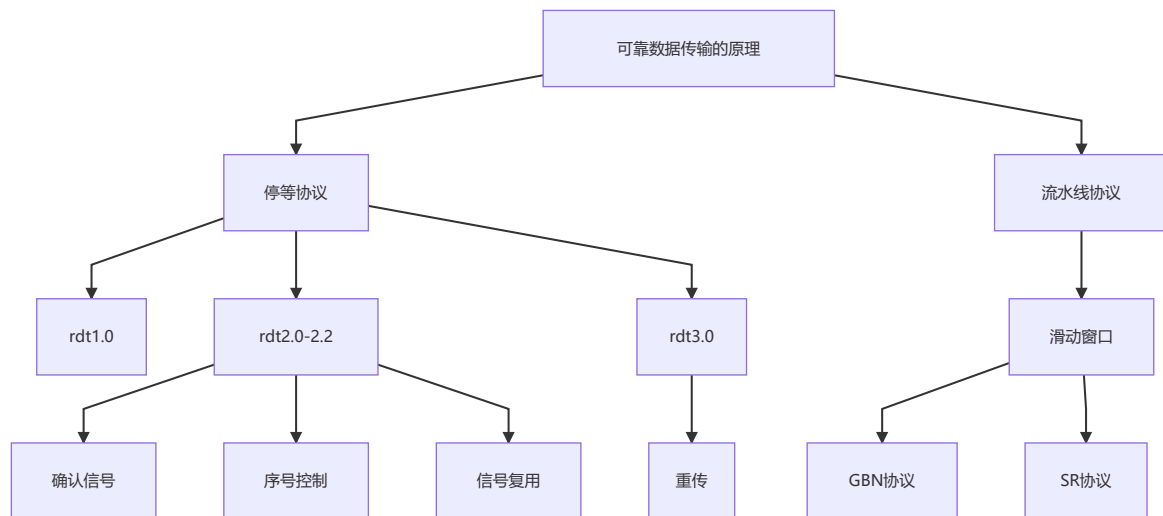 可靠数据传输的原理
停等协议
流水线协议
rdt1.0
rdt2.0-2.2
rdt3.0
滑动窗口
确认信号
序号控制
信号复用
重传
GBN协议
SR协议